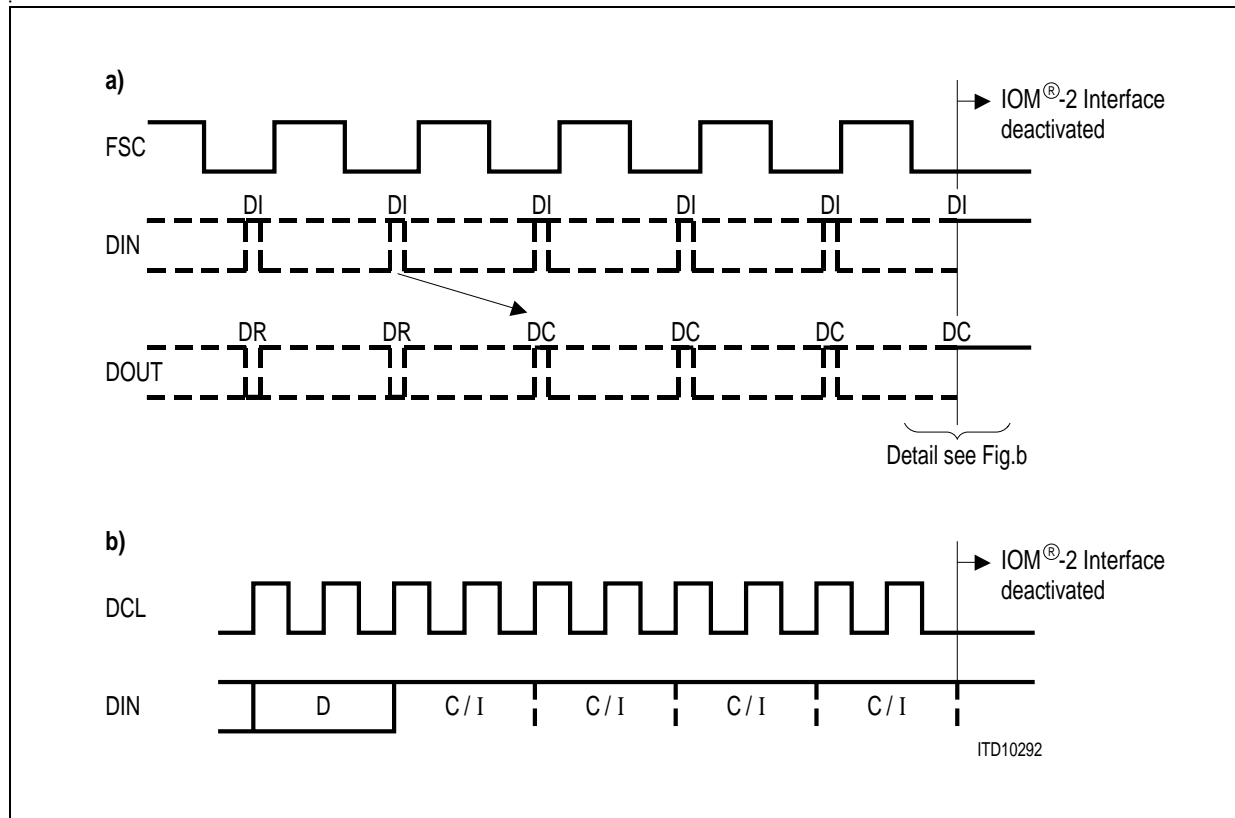 a)
IOM®-2 Interface
deactivated
FSC
DI DI DI DI DI DI
DIN
DR DR DC DC DC DC
DOUT
Detail see Fig.b
b)
IOM®-2 Interface
deactivated
DCL
DIN D C / I C / I C / I C / I
ITD10292